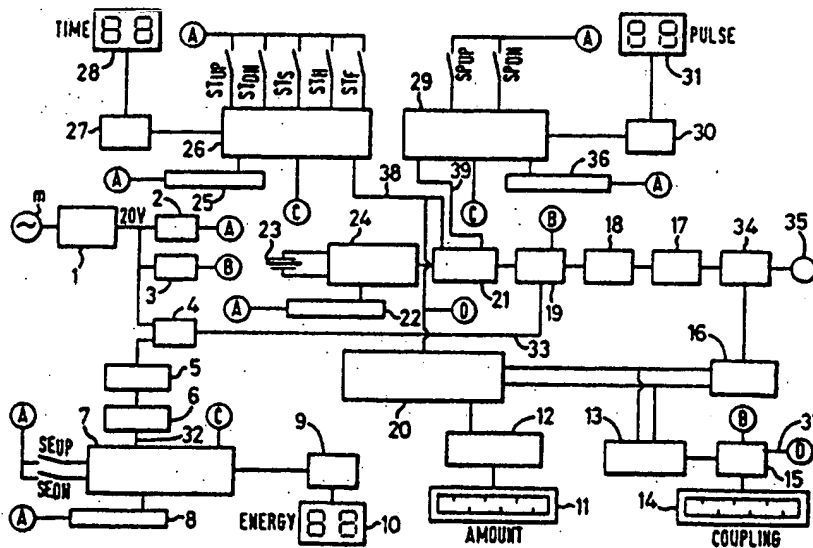 TIME
88
28
A
STUP
STDN
STS
STH
STF
SPUP
SPDN
A
99
PULSE
31
29
27
26
30
A
25
C
38
39
C
36
A
m
20V
2
A
1
3
B
23
24
B
18
17
34
35
21
19
4
A
22
D
33
16
5
6
20
A
7
C
32
9
12
13
B
37
D
15
SEUP
SEDN
A
8
ENERGY
88
10
11
AMOUNT
14
COUPLING